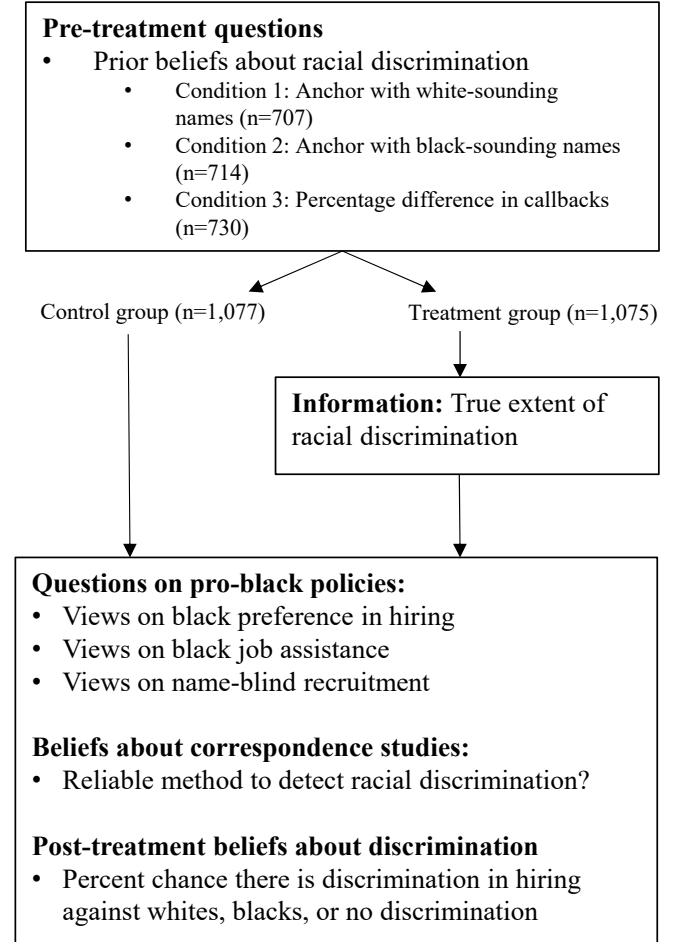 Pre-treatment questions
• Prior beliefs about racial discrimination
• Condition 1: Anchor with white-sounding
names (n=707)
• Condition 2: Anchor with black-sounding names
(n=714)
• Condition 3: Percentage difference in callbacks
(n=730)
Control group (n=1,077)
Treatment group (n=1,075)
Information: True extent of
racial discrimination
Questions on pro-black policies:
• Views on black preference in hiring
• Views on black job assistance
• Views on name-blind recruitment
Beliefs about correspondence studies:
• Reliable method to detect racial discrimination?
Post-treatment beliefs about discrimination
• Percent chance there is discrimination in hiring
against whites, blacks, or no discrimination